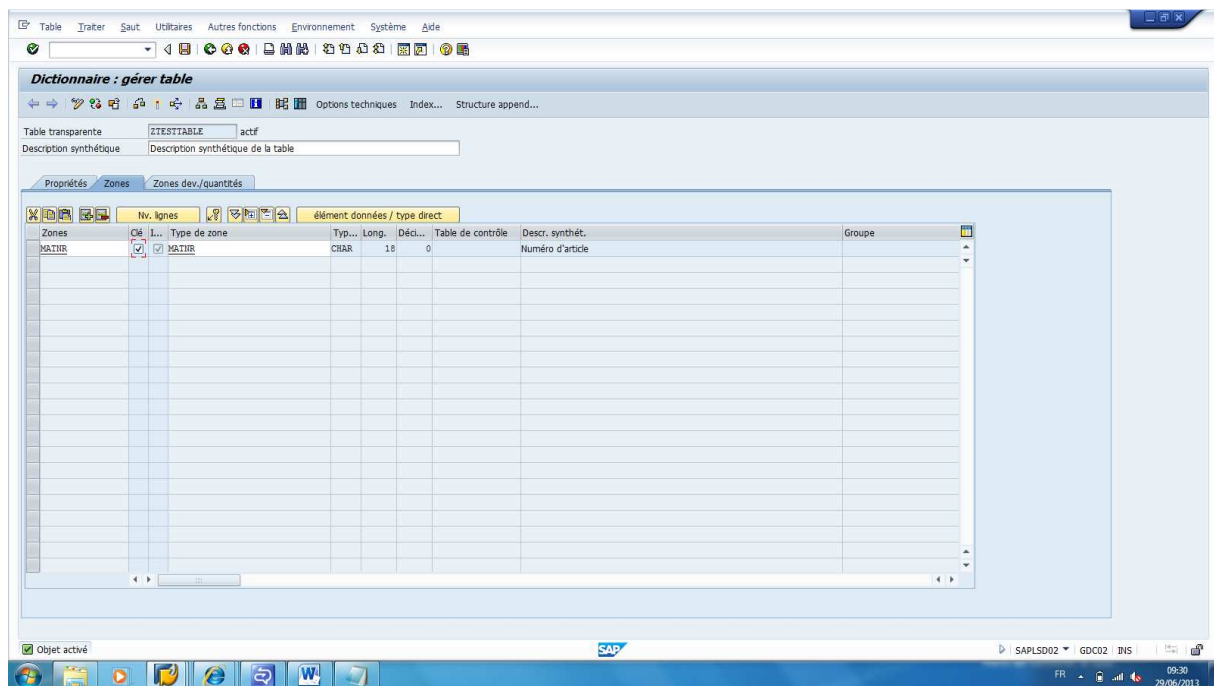 Table Traiter Saut Utilitaires Autres fonctions Environnement Système Aide
Dictionnaire : gérer table
Options techniques Index... Structure append...
Table transparente ZTESTTABLE actif
Description synthétique Description synthétique de la table
Propriétés Zones Zones dev./quantités
Nv. lignes élément données / type direct
Zones Clé I... Type de zone Typ... Long. Déci... Table de contrôle Descr. synthét. Groupe
MATNR MATNR CHAR 18 0 Numéro d'article
Objet activé SAP SAPLSD02 GDC02 INS
FR 09:30
29/06/2013